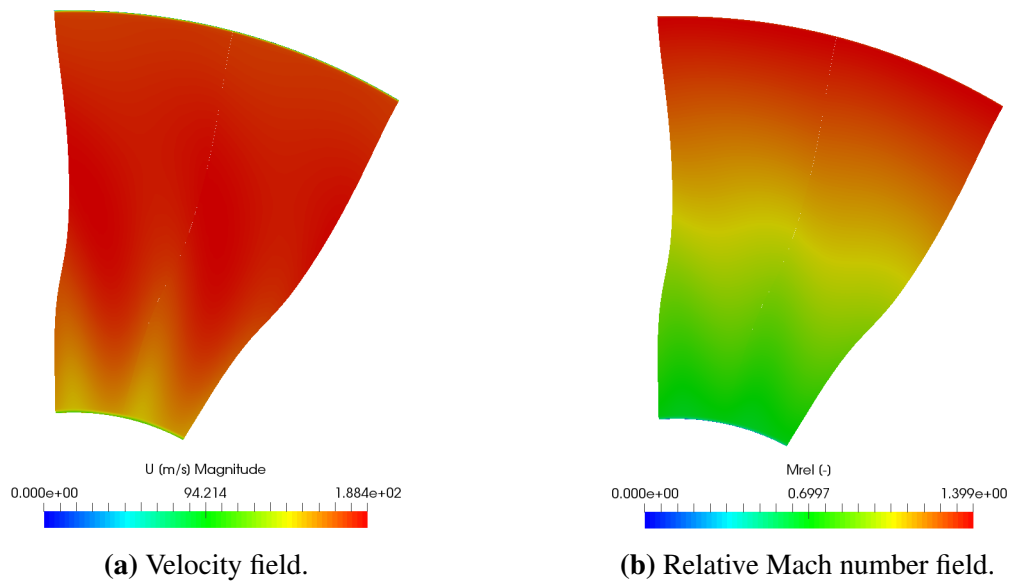 U (m/s) Magnitude
0.000e+00 94.214 1.884e+02
(a) Velocity field.
Mrel (-)
0.000e+00 0.6997 1.399e+00
(b) Relative Mach number field.